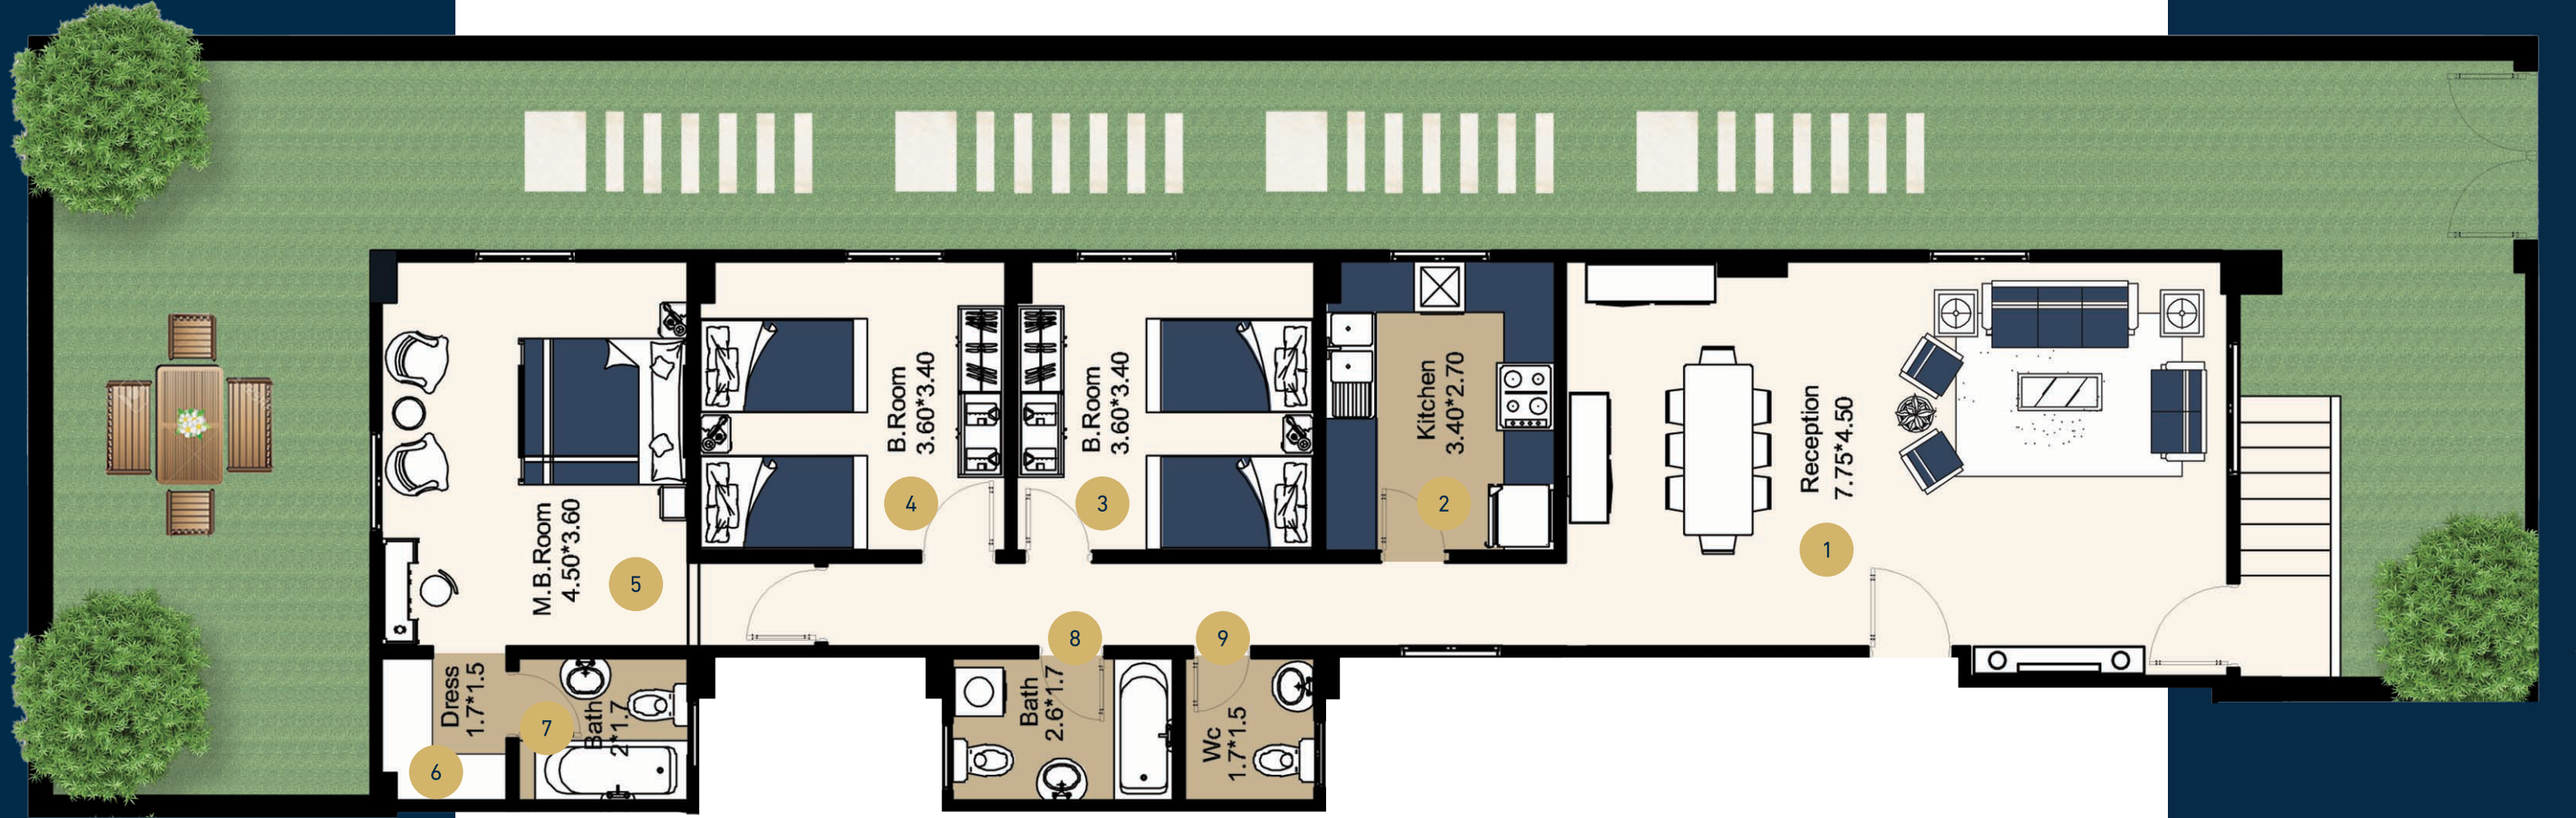 M.B.Room
4.50*3.60
5
B.Room
3.60*3.40
4
B.Room
3.60*3.40
3
Kitchen
3.40*2.70
2
Reception
7.75*4.50
1
Dress
1.7*1.5
6
Bath
2*1.7
7
Bath
2.6*1.7
8
Wc
1.7*1.5
9